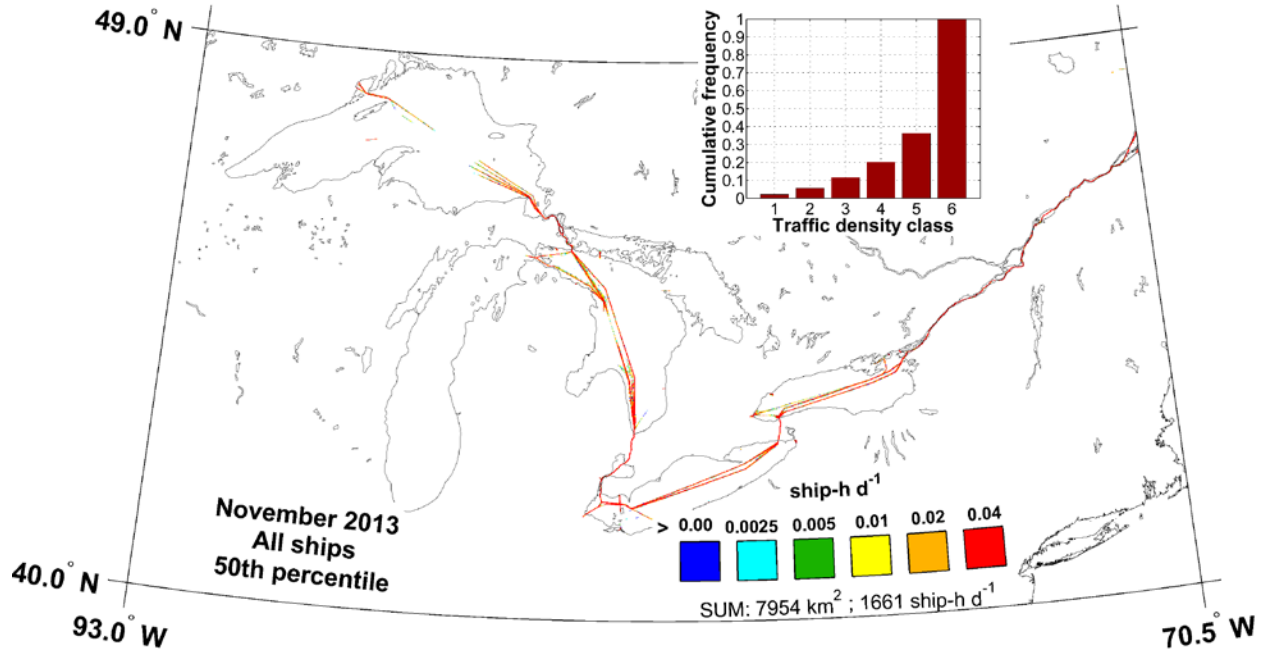 49.0° N
Cumulative frequency
1
0.9
0.8
0.7
0.6
0.5
0.4
0.3
0.2
0.1
0
1 2 3 4 5 6
Traffic density class
November 2013
All ships
50th percentile
ship-h d⁻¹
> 0.00 0.0025 0.005 0.01 0.02 0.04
SUM: 7954 km² ; 1661 ship-h d⁻¹
40.0° N
93.0° W
70.5° W